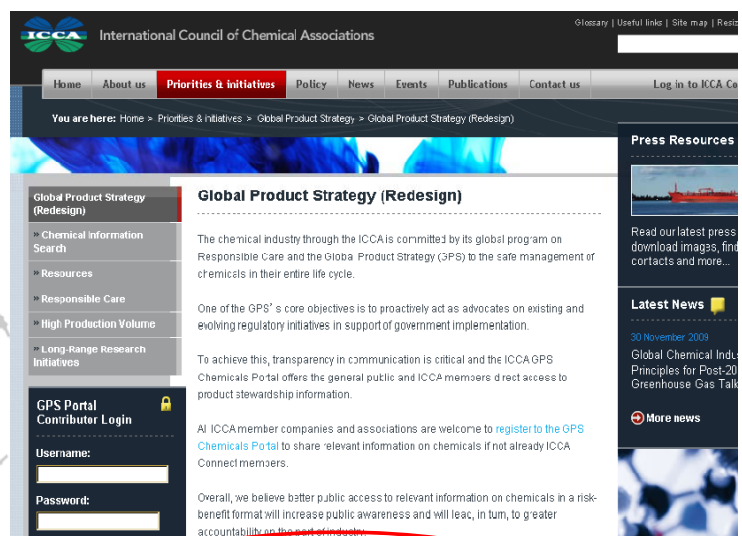 Glossary | Useful links | Site map |
ICCA
International Council of Chemical Associations
Home About us Priorities & initiatives Policy News Events Publications Contact us Log in to ICCA
You are here: Home > Priorities & initiatives > Global Product Strategy > Global Product Strategy (Redesign)
Global Product Strategy
(Redesign)
» Chemical Information
Search
» Resources
» Responsible Care
» High Production Volume
» Long-Range Research
Initiatives
GPS Portal
Contributor Login
Username:
Password:
Global Product Strategy (Redesign)
The chemical industry through the ICCA is committed by its global program on
Responsible Care and the Global Product Strategy (GPS) to the safe management of
chemicals in their entire life cycle.
One of the GPS's core objectives is to proactively act as advocates on existing and
evolving regulatory initiatives in support of government implementation.
To achieve this, transparency in communication is critical and the ICCA GPS
Chemicals Portal offers the general public and ICCA members direct access to
product stewardship information.
All ICCA member companies and associations are welcome to register to the GPS
Chemicals Portal to share relevant information on chemicals if not already ICCA
Connect members.
Overall, we believe better public access to relevant information on chemicals in a risk-
benefit format will increase public awareness and will lead, in turn, to greater
accountability on the part of industry.
Press Resources
Read our latest press
download images, find
contacts and more...
Latest News
30 November 2009
Global Chemical
Principles for
Greenhouse Gas
More news